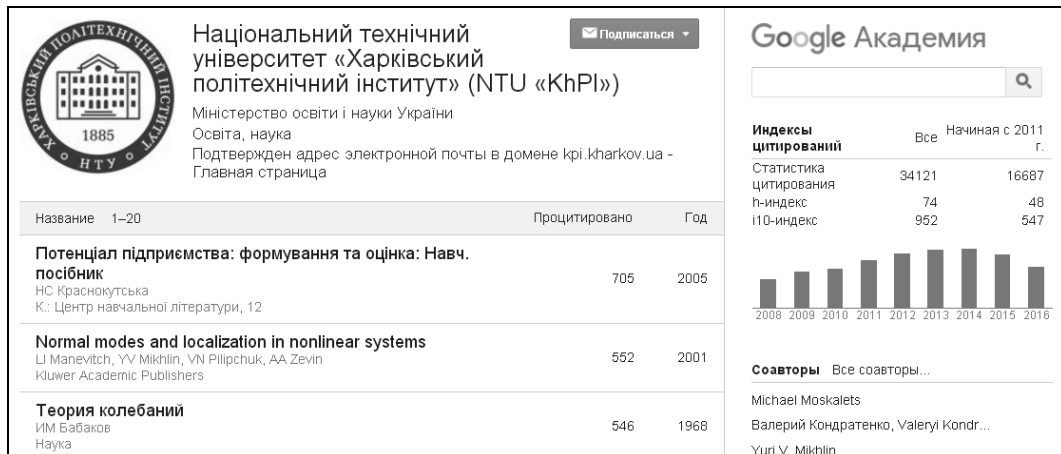 ХАРКІВСЬКИЙ ПОЛІТЕХНІЧНИЙ ІНСТИТУТ
1885
НТУ
Національний технічний
університет «Харківський
політехнічний інститут» (NTU «KhPI»)
Подписаться
Міністерство освіти і науки України
Освіта, наука
Подтвержден адрес электронной почты в домене kpi.kharkov.ua -
Главная страница
Название 1–20 Процитировано Год
Потенціал підприємства: формування та оцінка: Навч.
посібник 705 2005
НС Краснокутська
К.: Центр навчальної літератури, 12
Normal modes and localization in nonlinear systems 552 2001
LI Manevitch, YV Mikhlin, VN Pilipchuk, AA Zevin
Kluwer Academic Publishers
Теория колебаний 546 1968
ИМ Бабаков
Наука
Google Академия
Индексы
цитирований Все Начиная с 2011
г.
Статистика
цитирования 34121 16687
h-индекс 74 48
i10-индекс 952 547
2008 2009 2010 2011 2012 2013 2014 2015 2016
Соавторы Все соавторы...
Michael Moskalets
Валерий Кондратенко, Valeryi Kondr...
Yuri V. Mikhlin